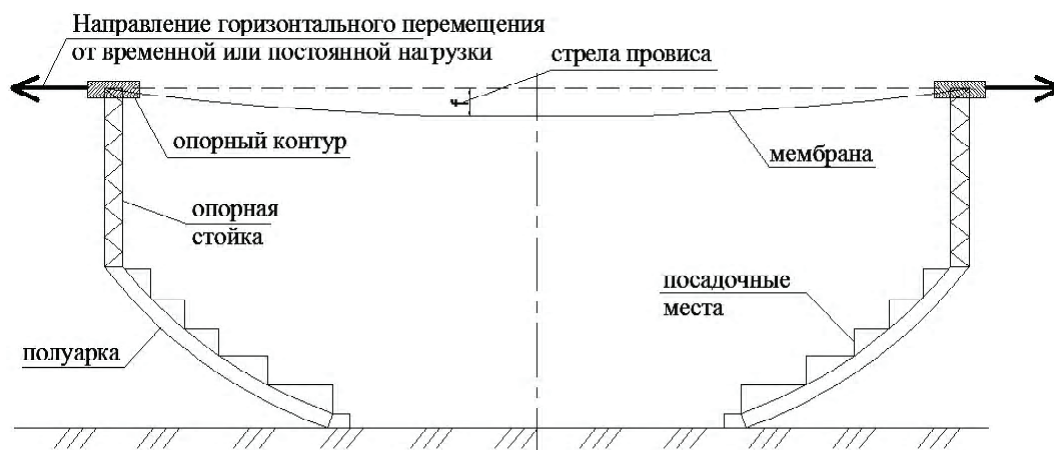 Направление горизонтального перемещения
от временной или постоянной нагрузки
стрела провиса
f
опорный контур
мембрана
опорная
стойка
посадочные
места
полуарка